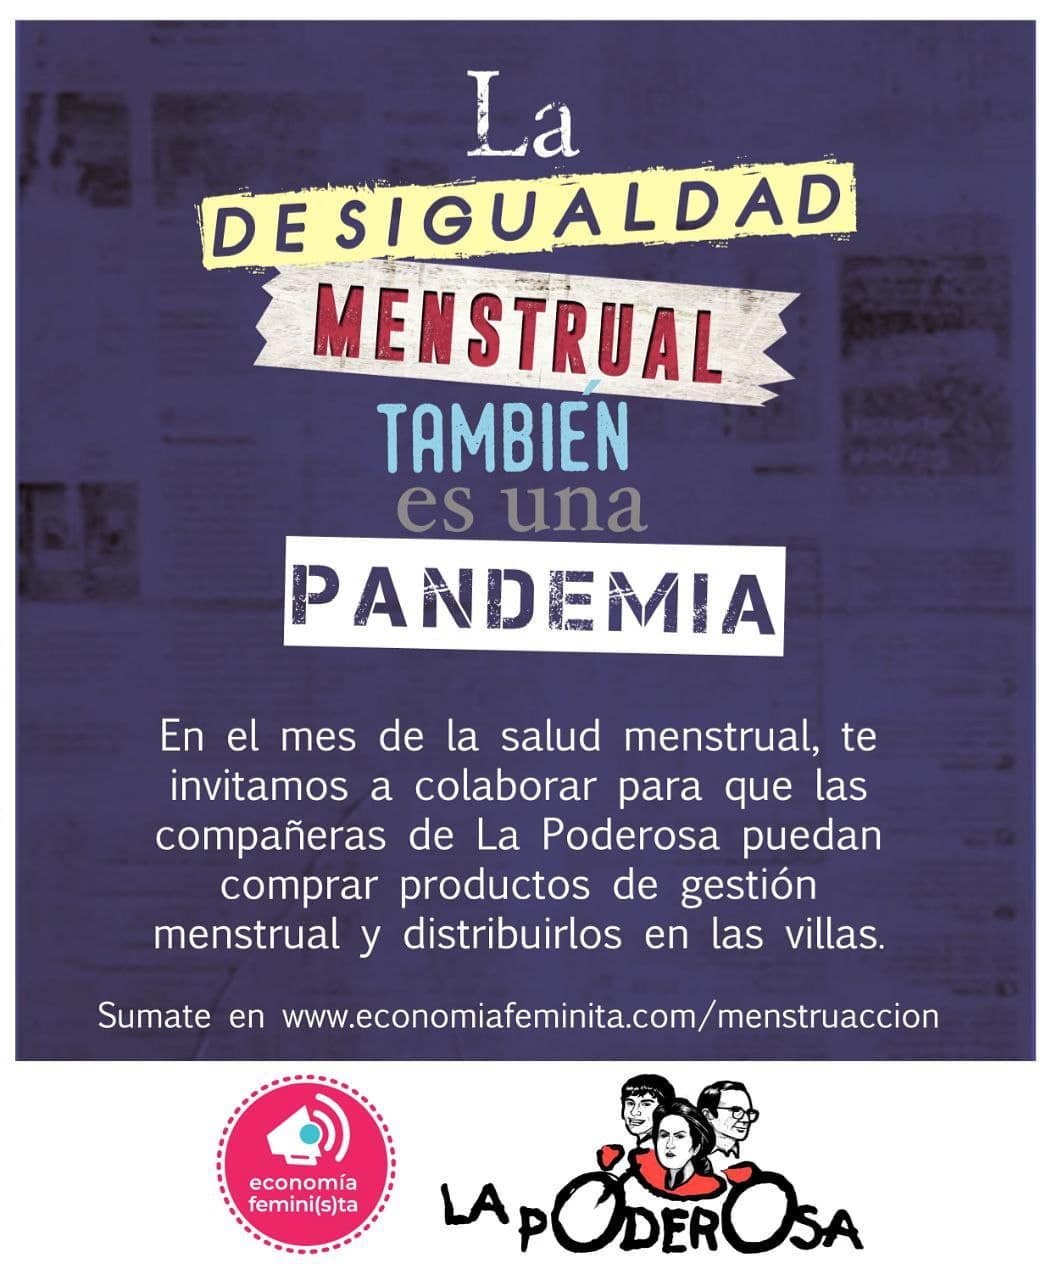 La
DESIGUALDAD
MENSTRUAL
TAMBIÉN
es una
PANDEMIA
En el mes de la salud menstrual, te
invitamos a colaborar para que las
compañeras de La Poderosa puedan
comprar productos de gestión
menstrual y distribuirlos en las villas.
Sumate en www.economiafeminita.com/menstruaccion
economía
femini(s)ta
LA PODEROSA